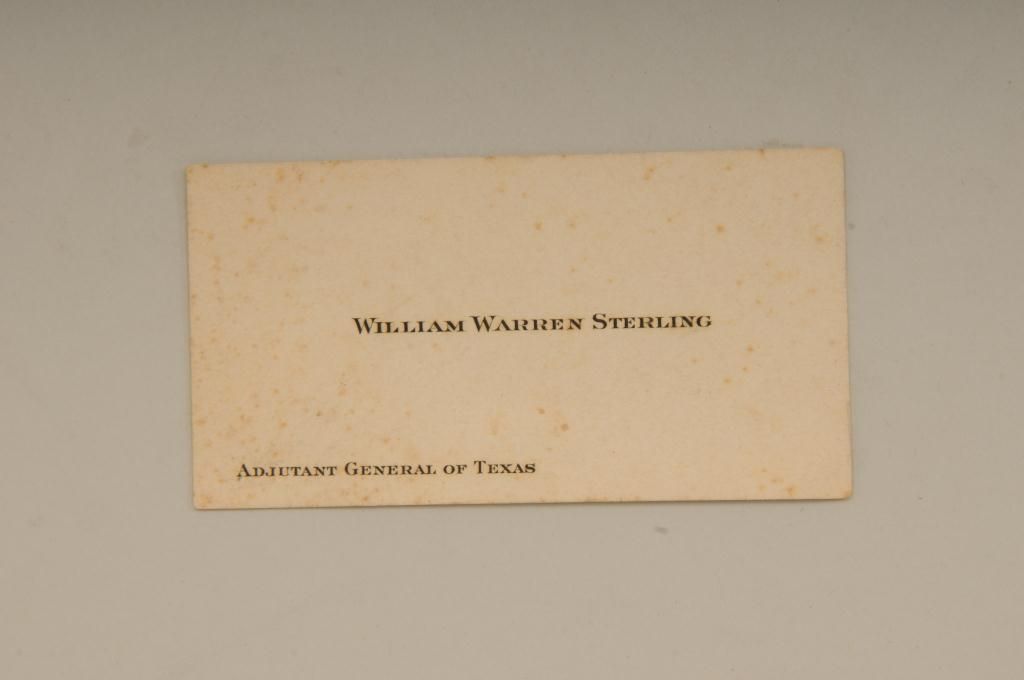 William Warren Sterling
Adjutant General of Texas